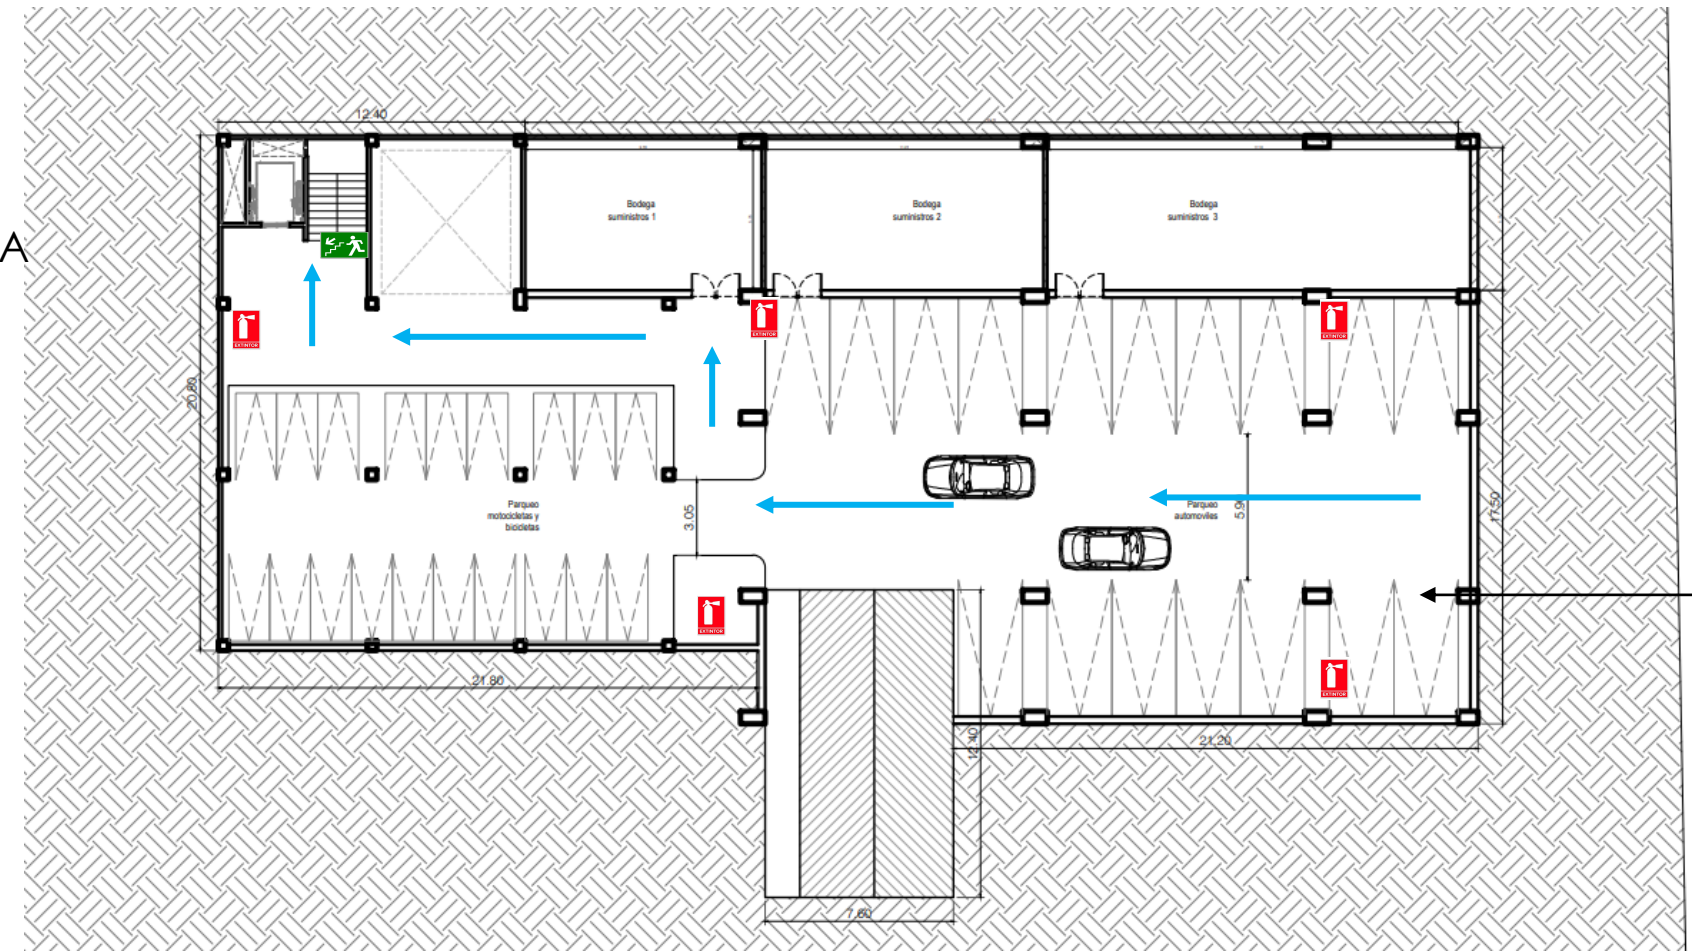 12.40
Bodega
suministros 1
Bodega
suministros 2
Bodega
suministros 3
A
EXTINTOR
EXTINTOR
EXTINTOR
20.80
Parqueo
motocicletas y
bicicletas
3.05
Parqueo
automoviles
5.90
17.50
EXTINTOR
EXTINTOR
21.80
12.40
21.20
7.60